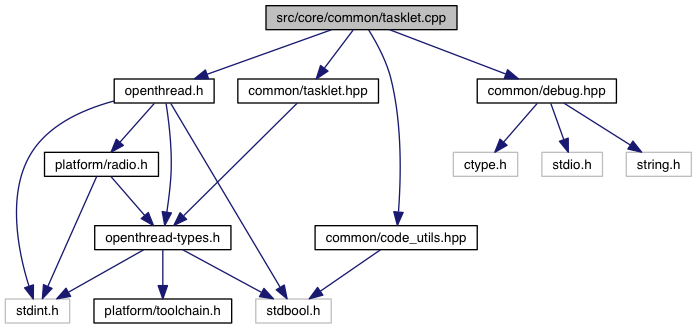 src/core/common/tasklet.cpp
openthread.h
common/tasklet.hpp
common/debug.hpp
platform/radio.h
ctype.h
stdio.h
string.h
openthread-types.h
common/code_utils.hpp
stdint.h
platform/toolchain.h
stdbool.h